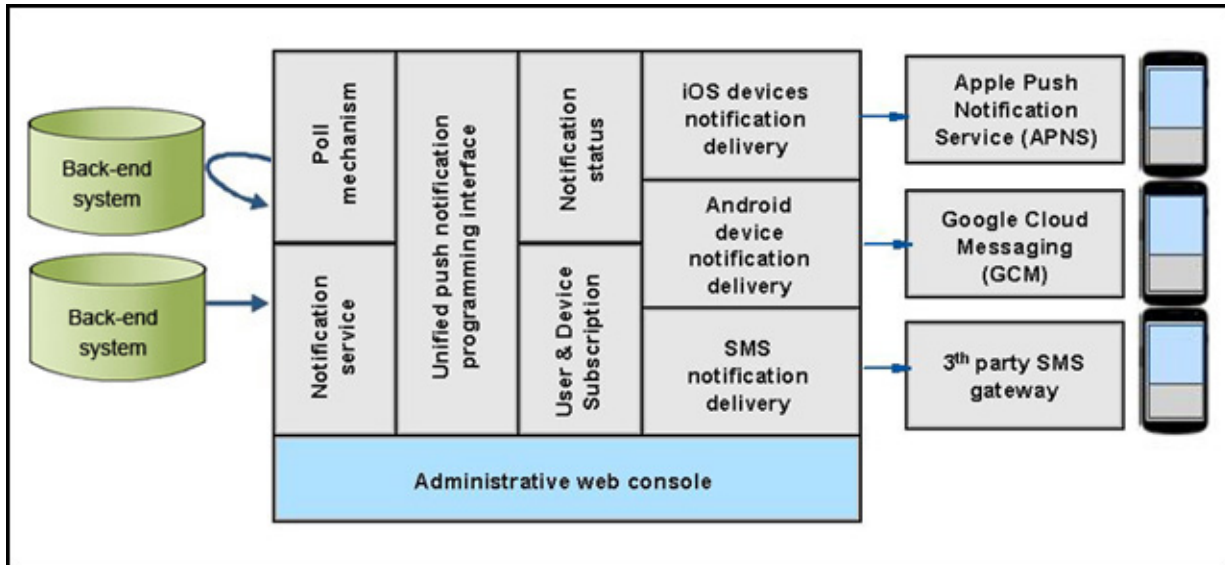 Back-end
system
Back-end
system
Poll
mechanism
Notification
service
Unified push notification
programming interface
Notification
status
User & Device
Subscription
iOS devices
notification
delivery
Android
device
notification
delivery
SMS
notification
delivery
Administrative web console
Apple Push
Notification
Service (APNS)
Google Cloud
Messaging
(GCM)
3th party SMS
gateway